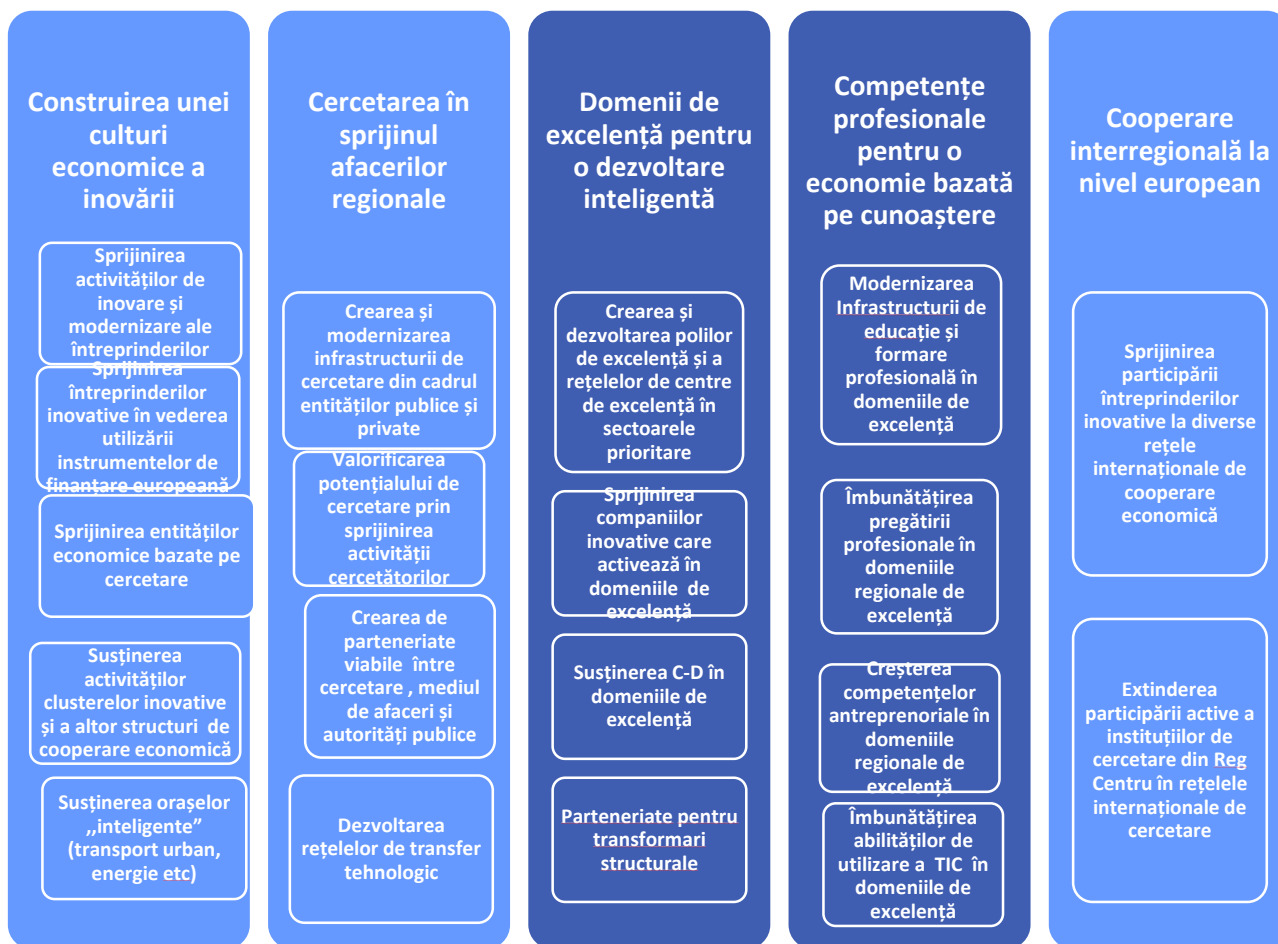 Construirea unei
culturi
economice a
inovării
Sprijinirea
activităților de
inovare și
modernizare ale
întreprinderilor
Sprijinirea
întreprinderilor
inovative în vederea
utilizării
instrumentelor de
finanțare europeană
Sprijinirea entităților
economice bazate pe
cercetare
Susținerea
activităților
clusterelor inovative
și a altor structuri de
cooperare economică
Susținerea orașelor
,,inteligente”
(transport urban,
energie etc)
Cercetarea în
sprijinul
afacerilor
regionale
Crearea și
modernizarea
infrastructurii de
cercetare din cadrul
entităților publice și
private
Valorificarea
potențialului de
cercetare prin
sprijinirea
activității
cercetătorilor
Crearea de
parteneriate
viabile între
cercetare , mediul
de afaceri și
autorități publice
Dezvoltarea
rețelelor de transfer
tehnologic
Domenii de
excelență pentru
o dezvoltare
inteligentă
Crearea și
dezvoltarea polilor
de excelență și a
rețelelor de centre
de excelență în
sectoarele
prioritare
Sprijinirea
companiilor
inovative care
activează în
domeniile de
excelență
Susținerea C-D în
domeniile de
excelență
Parteneriate pentru
transformari
structurale
Competențe
profesionale
pentru o
economie bazată
pe cunoaștere
Modernizarea
Infrastructurii de
educație și
formare
profesională în
domeniile de
excelență
Îmbunătățirea
pregătirii
profesionale în
domeniile
regionale de
excelență
Creșterea
competențelor
antreprenoriale în
domeniile
regionale de
excelență
Îmbunătățirea
abilităților de
utilizare a TIC în
domeniile de
excelență
Cooperare
interregională la
nivel european
Sprijinirea
participării
întreprinderilor
inovative la diverse
rețele
internaționale de
cooperare
economică
Extinderea
participării active a
instituțiilor de
cercetare din Reg
Centru în rețelele
internaționale de
cercetare